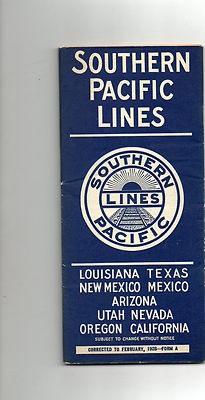 SOUTHERN
PACIFIC
LINES
SOUTHERN
LINES
PACIFIC
LOUISIANA TEXAS
NEW MEXICO MEXICO
ARIZONA
UTAH NEVADA
OREGON CALIFORNIA
SUBJECT TO CHANGE WITHOUT NOTICE
CORRECTED TO FEBRUARY, 1928—FORM A